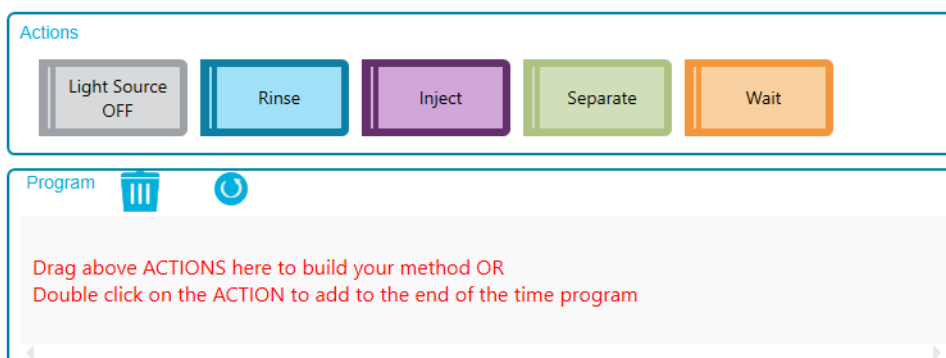 Actions
Light Source
OFF
Rinse
Inject
Separate
Wait
Program
Drag above ACTIONS here to build your method OR
Double click on the ACTION to add to the end of the time program